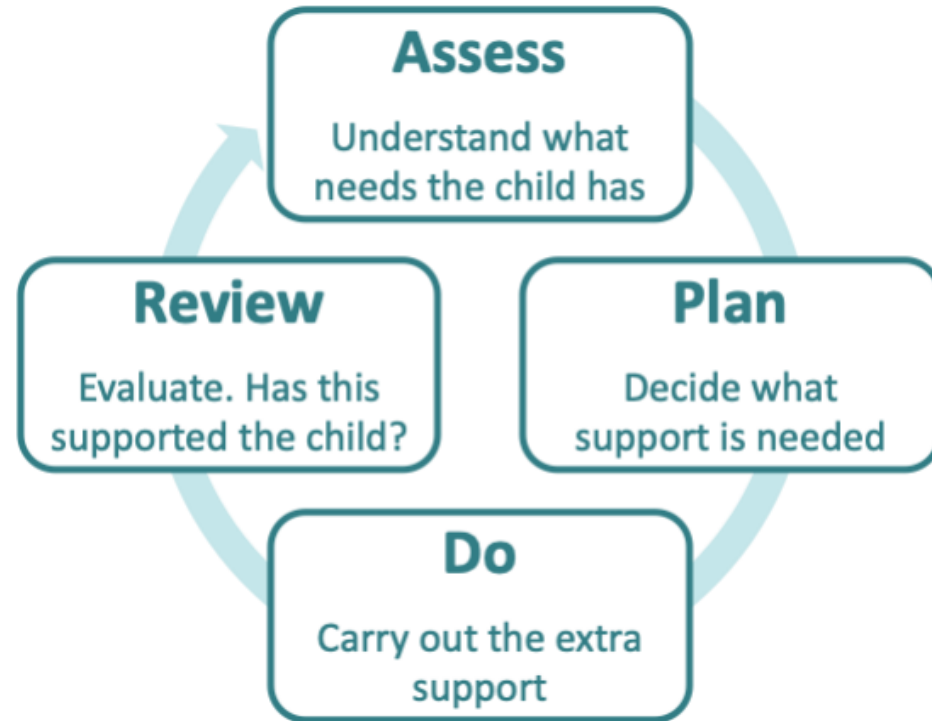 Assess
Understand what
needs the child has
Plan
Decide what
support is needed
Do
Carry out the extra
support
Review
Evaluate. Has this
supported the child?